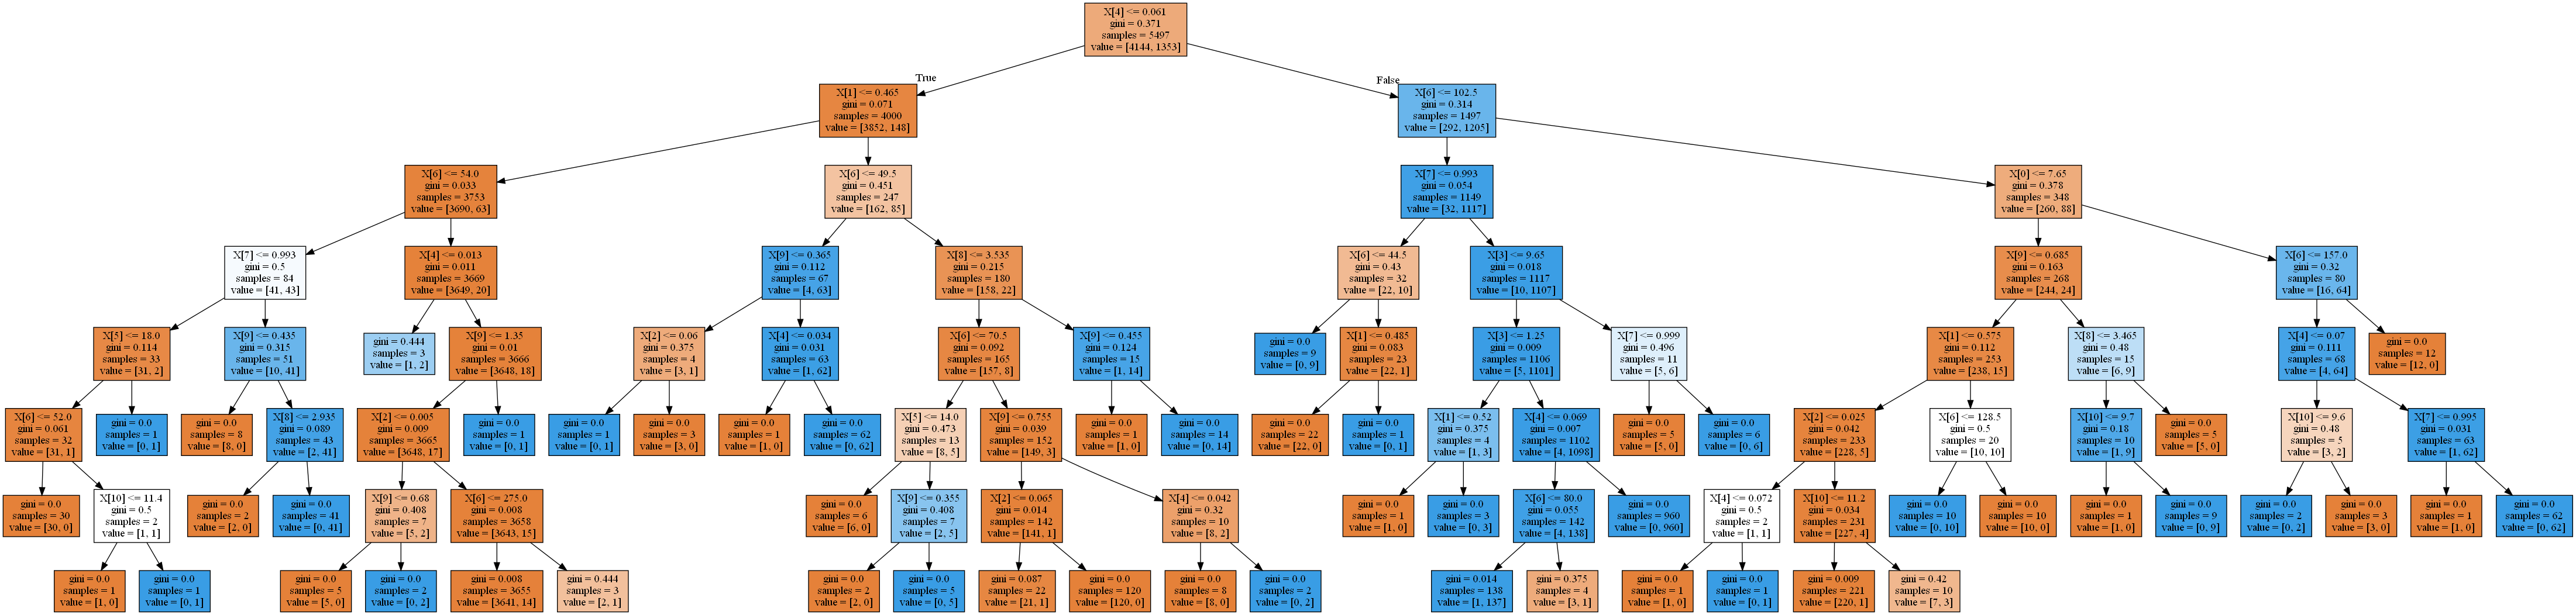 X[4] <= 0.061
gini = 0.371
samples = 5497
value = [4144, 1353]
True
False
X[1] <= 0.465
gini = 0.071
samples = 4000
value = [3852, 148]
X[6] <= 102.5
gini = 0.314
samples = 1497
value = [292, 1205]
X[6] <= 54.0
gini = 0.033
samples = 3753
value = [3690, 63]
X[6] <= 49.5
gini = 0.451
samples = 247
value = [162, 85]
X[7] <= 0.993
gini = 0.054
samples = 1149
value = [32, 1117]
X[0] <= 7.65
gini = 0.378
samples = 348
value = [260, 88]
X[7] <= 0.993
gini = 0.5
samples = 84
value = [41, 43]
X[4] <= 0.013
gini = 0.011
samples = 3669
value = [3649, 20]
X[9] <= 0.365
gini = 0.112
samples = 67
value = [4, 63]
X[8] <= 3.535
gini = 0.215
samples = 180
value = [158, 22]
X[6] <= 44.5
gini = 0.43
samples = 32
value = [22, 10]
X[3] <= 9.65
gini = 0.018
samples = 1117
value = [10, 1107]
X[9] <= 0.685
gini = 0.163
samples = 268
value = [244, 24]
X[6] <= 157.0
gini = 0.32
samples = 80
value = [16, 64]
X[5] <= 18.0
gini = 0.114
samples = 33
value = [31, 2]
X[9] <= 0.435
gini = 0.315
samples = 51
value = [10, 41]
gini = 0.444
samples = 3
value = [1, 2]
X[9] <= 1.35
gini = 0.01
samples = 3666
value = [3648, 18]
X[2] <= 0.06
gini = 0.375
samples = 4
value = [3, 1]
X[4] <= 0.034
gini = 0.031
samples = 63
value = [1, 62]
X[6] <= 70.5
gini = 0.092
samples = 165
value = [157, 8]
X[9] <= 0.455
gini = 0.124
samples = 15
value = [1, 14]
gini = 0.0
samples = 9
value = [0, 9]
X[1] <= 0.485
gini = 0.083
samples = 23
value = [22, 1]
X[3] <= 1.25
gini = 0.009
samples = 1106
value = [5, 1101]
X[7] <= 0.999
gini = 0.496
samples = 11
value = [5, 6]
X[1] <= 0.575
gini = 0.112
samples = 253
value = [238, 15]
X[8] <= 3.465
gini = 0.48
samples = 15
value = [6, 9]
X[4] <= 0.07
gini = 0.111
samples = 68
value = [4, 64]
gini = 0.0
samples = 12
value = [12, 0]
X[6] <= 52.0
gini = 0.061
samples = 32
value = [31, 1]
gini = 0.0
samples = 1
value = [0, 1]
gini = 0.0
samples = 8
value = [8, 0]
X[8] <= 2.935
gini = 0.089
samples = 43
value = [2, 41]
X[2] <= 0.005
gini = 0.009
samples = 3665
value = [3648, 17]
gini = 0.0
samples = 1
value = [0, 1]
gini = 0.0
samples = 1
value = [0, 1]
gini = 0.0
samples = 3
value = [3, 0]
gini = 0.0
samples = 1
value = [1, 0]
gini = 0.0
samples = 62
value = [0, 62]
X[5] <= 14.0
gini = 0.473
samples = 13
value = [8, 5]
X[9] <= 0.755
gini = 0.039
samples = 152
value = [149, 3]
gini = 0.0
samples = 1
value = [1, 0]
gini = 0.0
samples = 14
value = [0, 14]
gini = 0.0
samples = 22
value = [22, 0]
gini = 0.0
samples = 1
value = [0, 1]
X[1] <= 0.52
gini = 0.375
samples = 4
value = [1, 3]
X[4] <= 0.069
gini = 0.007
samples = 1102
value = [4, 1098]
gini = 0.0
samples = 5
value = [5, 0]
gini = 0.0
samples = 6
value = [0, 6]
X[2] <= 0.025
gini = 0.042
samples = 233
value = [228, 5]
X[6] <= 128.5
gini = 0.5
samples = 20
value = [10, 10]
X[10] <= 9.7
gini = 0.18
samples = 10
value = [1, 9]
gini = 0.0
samples = 5
value = [5, 0]
X[10] <= 9.6
gini = 0.48
samples = 5
value = [3, 2]
X[7] <= 0.995
gini = 0.031
samples = 63
value = [1, 62]
gini = 0.0
samples = 30
value = [30, 0]
X[10] <= 11.4
gini = 0.5
samples = 2
value = [1, 1]
gini = 0.0
samples = 2
value = [2, 0]
gini = 0.0
samples = 41
value = [0, 41]
X[9] <= 0.68
gini = 0.408
samples = 7
value = [5, 2]
X[6] <= 275.0
gini = 0.008
samples = 3658
value = [3643, 15]
gini = 0.0
samples = 6
value = [6, 0]
X[9] <= 0.355
gini = 0.408
samples = 7
value = [2, 5]
X[2] <= 0.065
gini = 0.014
samples = 142
value = [141, 1]
X[4] <= 0.042
gini = 0.32
samples = 10
value = [8, 2]
gini = 0.0
samples = 1
value = [1, 0]
gini = 0.0
samples = 3
value = [0, 3]
X[6] <= 80.0
gini = 0.055
samples = 142
value = [4, 138]
gini = 0.0
samples = 960
value = [0, 960]
X[4] <= 0.072
gini = 0.5
samples = 2
value = [1, 1]
X[10] <= 11.2
gini = 0.034
samples = 231
value = [227, 4]
gini = 0.0
samples = 10
value = [0, 10]
gini = 0.0
samples = 10
value = [10, 0]
gini = 0.0
samples = 1
value = [1, 0]
gini = 0.0
samples = 9
value = [0, 9]
gini = 0.0
samples = 2
value = [0, 2]
gini = 0.0
samples = 3
value = [3, 0]
gini = 0.0
samples = 1
value = [1, 0]
gini = 0.0
samples = 62
value = [0, 62]
gini = 0.0
samples = 1
value = [1, 0]
gini = 0.0
samples = 1
value = [0, 1]
gini = 0.0
samples = 5
value = [5, 0]
gini = 0.0
samples = 2
value = [0, 2]
gini = 0.008
samples = 3655
value = [3641, 14]
gini = 0.444
samples = 3
value = [2, 1]
gini = 0.0
samples = 2
value = [2, 0]
gini = 0.0
samples = 5
value = [0, 5]
gini = 0.087
samples = 22
value = [21, 1]
gini = 0.0
samples = 120
value = [120, 0]
gini = 0.0
samples = 8
value = [8, 0]
gini = 0.0
samples = 2
value = [0, 2]
gini = 0.014
samples = 138
value = [1, 137]
gini = 0.375
samples = 4
value = [3, 1]
gini = 0.0
samples = 1
value = [1, 0]
gini = 0.0
samples = 1
value = [0, 1]
gini = 0.009
samples = 221
value = [220, 1]
gini = 0.42
samples = 10
value = [7, 3]